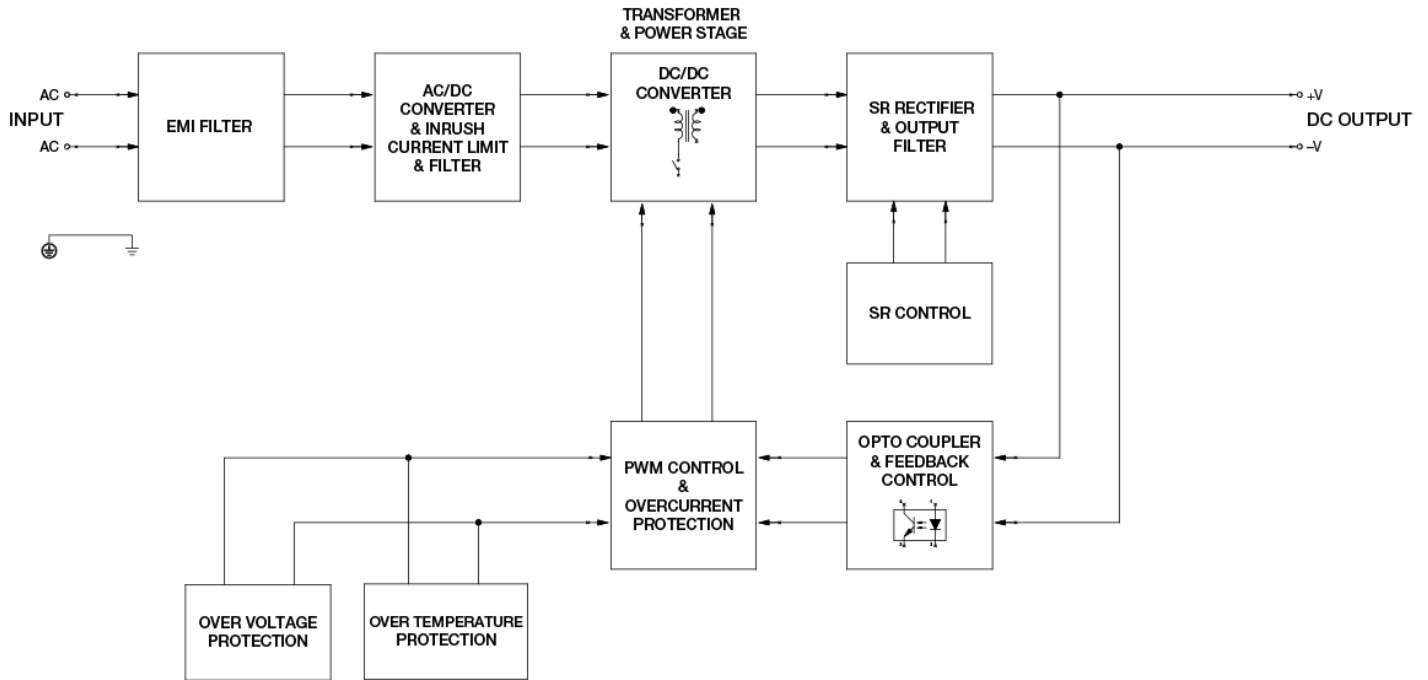 TRANSFORMER
& POWER STAGE
AC
INPUT
AC
EMI FILTER
AC/DC
CONVERTER
& INRUSH
CURRENT LIMIT
& FILTER
DC/DC
CONVERTER
SR RECTIFIER
& OUTPUT
FILTER
+V
DC OUTPUT
–V
SR CONTROL
PWM CONTROL
&
OVERCURRENT
PROTECTION
OPTO COUPLER
& FEEDBACK
CONTROL
OVER VOLTAGE
PROTECTION
OVER TEMPERATURE
PROTECTION